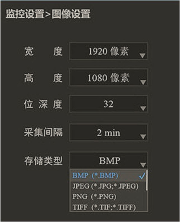 监控设置>图像设置
宽 度 1920 像素
高 度 1080 像素
位 深 度 32
采集间隔 2 min
存储类型 BMP
BMP (*.BMP)
JPEG (*.JPG;*.JPEG)
PNG (*.PNG)
TIFF (*.TIF;*.TIFF)